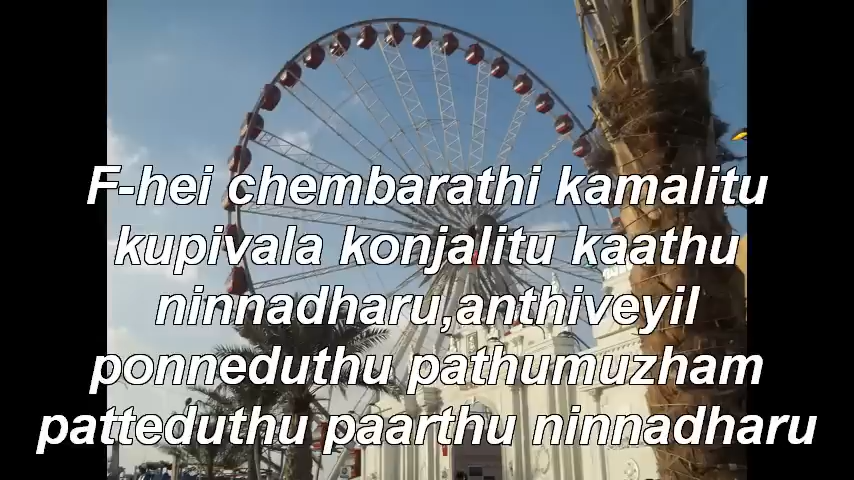 F-hei chembarathi kamalitu
kupivala konjalitu kaathu
ninnadharu,anthiveyil
ponneduthu pathumuzham
patteduthu paarthu ninnadharu